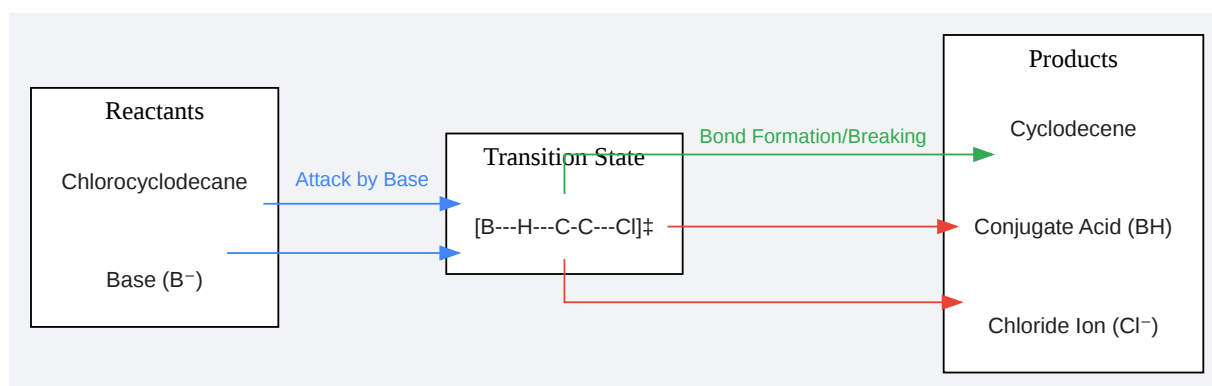 Reactants
Chlorocyclodecane
Base (B⁻)
Attack by Base
Transition State
[B---H---C-C---Cl]‡
Bond Formation/Breaking
Products
Cyclodecene
Conjugate Acid (BH)
Chloride Ion (Cl⁻)